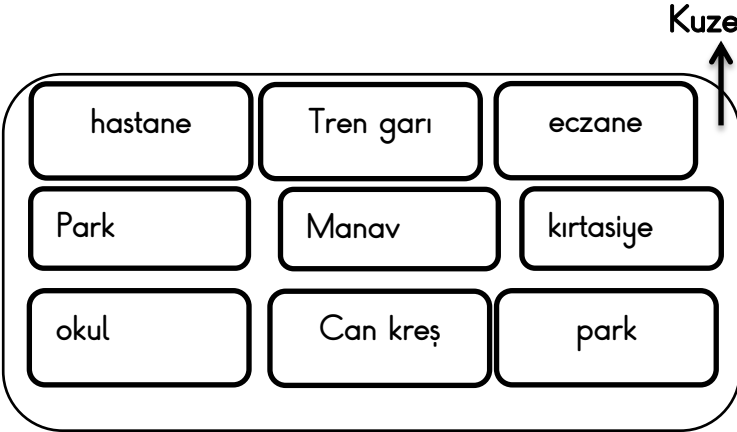 Kuze
hastane
Tren garı
eczane
Park
Manav
kırtasiye
okul
Can kreş
park